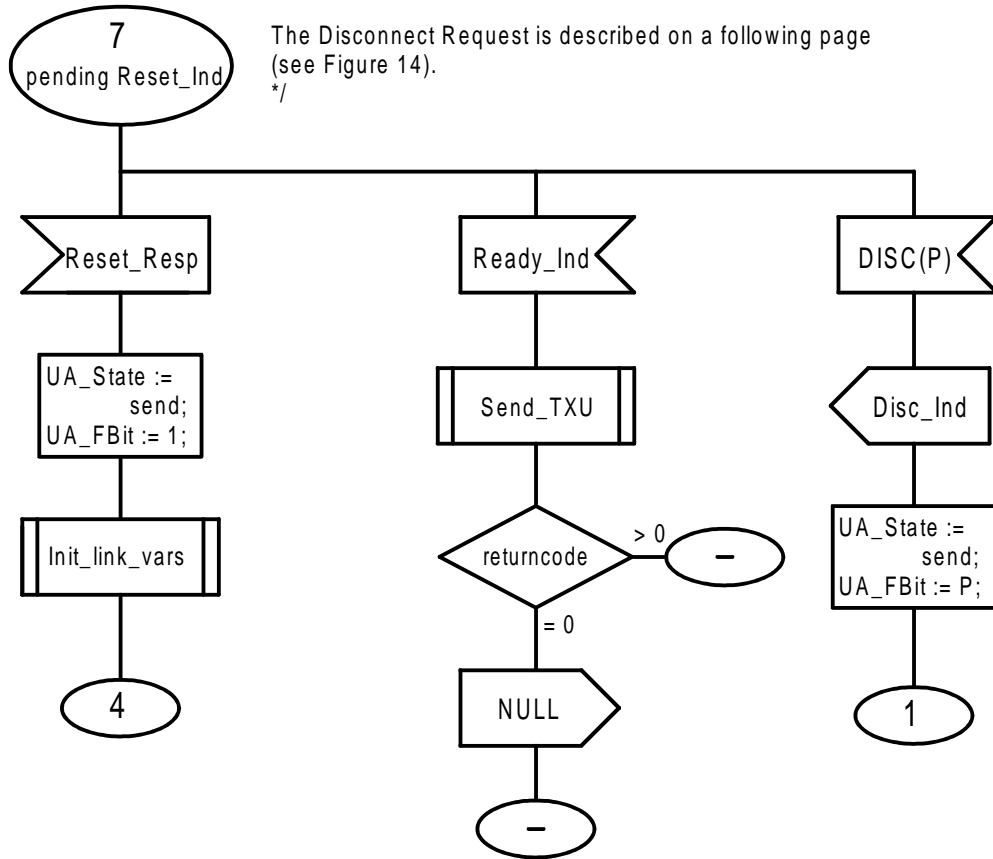 7
pending Reset_Ind
The Disconnect Request is described on a following page
(see Figure 14).
*/
Reset_Resp
UA_State :=
send;
UA_FBit := 1;
Init_link_vars
4
Ready_Ind
Send_TXU
returncode
> 0
–
= 0
NULL
–
DISC(P)
Disc_Ind
UA_State :=
send;
UA_FBit := P;
1